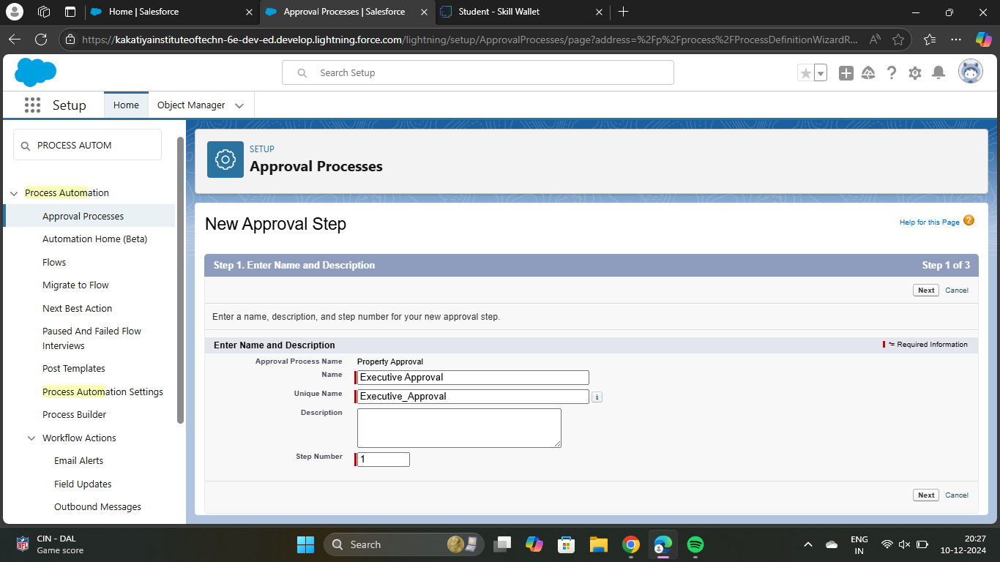 Home | Salesforce
Approval Processes | Salesforce
Student - Skill Wallet
https://kakatiyainstituteoftechn-6e-dev-ed.develop.lightning.force.com/lightning/setup/ApprovalProcesses/page?address=%2Fp%2Fprocess%2FProcessDefinitionWizardR...
Search Setup
Setup
Home
Object Manager
PROCESS AUTOM
Process Automation
Approval Processes
Automation Home (Beta)
Flows
Migrate to Flow
Next Best Action
Paused And Failed Flow
Interviews
Post Templates
Process Automation Settings
Process Builder
Workflow Actions
Email Alerts
Field Updates
Outbound Messages
SETUP
Approval Processes
New Approval Step
Help for this Page ?
Step 1. Enter Name and Description
Step 1 of 3
Next Cancel
Enter a name, description, and step number for your new approval step.
Enter Name and Description
= Required Information
Approval Process Name Property Approval
Name Executive Approval
Unique Name Executive_Approval i
Description
Step Number 1
Next Cancel
NFL
CIN - DAL
Game score
Search
ENG
IN
20:27
10-12-2024